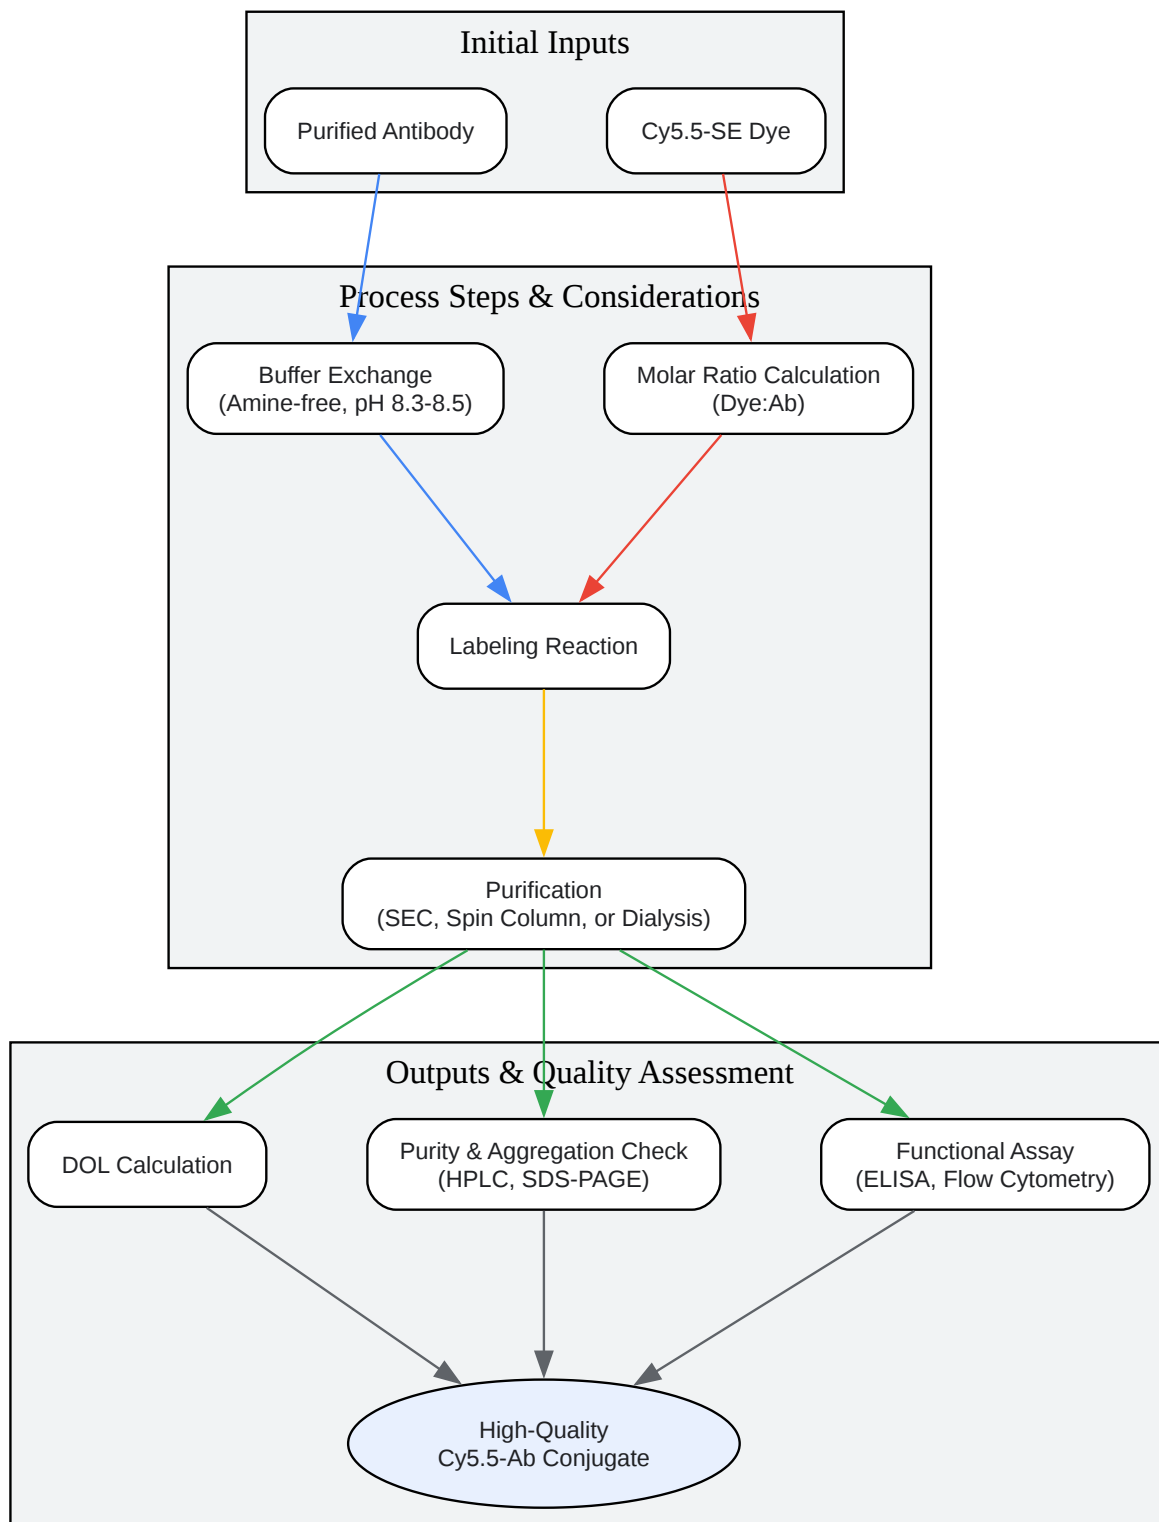 Initial Inputs
Purified Antibody
Cy5.5-SE Dye
Process Steps & Considerations
Buffer Exchange
(Amine-free, pH 8.3-8.5)
Molar Ratio Calculation
(Dye:Ab)
Labeling Reaction
Purification
(SEC, Spin Column, or Dialysis)
Outputs & Quality Assessment
DOL Calculation
Purity & Aggregation Check
(HPLC, SDS-PAGE)
Functional Assay
(ELISA, Flow Cytometry)
High-Quality
Cy5.5-Ab Conjugate